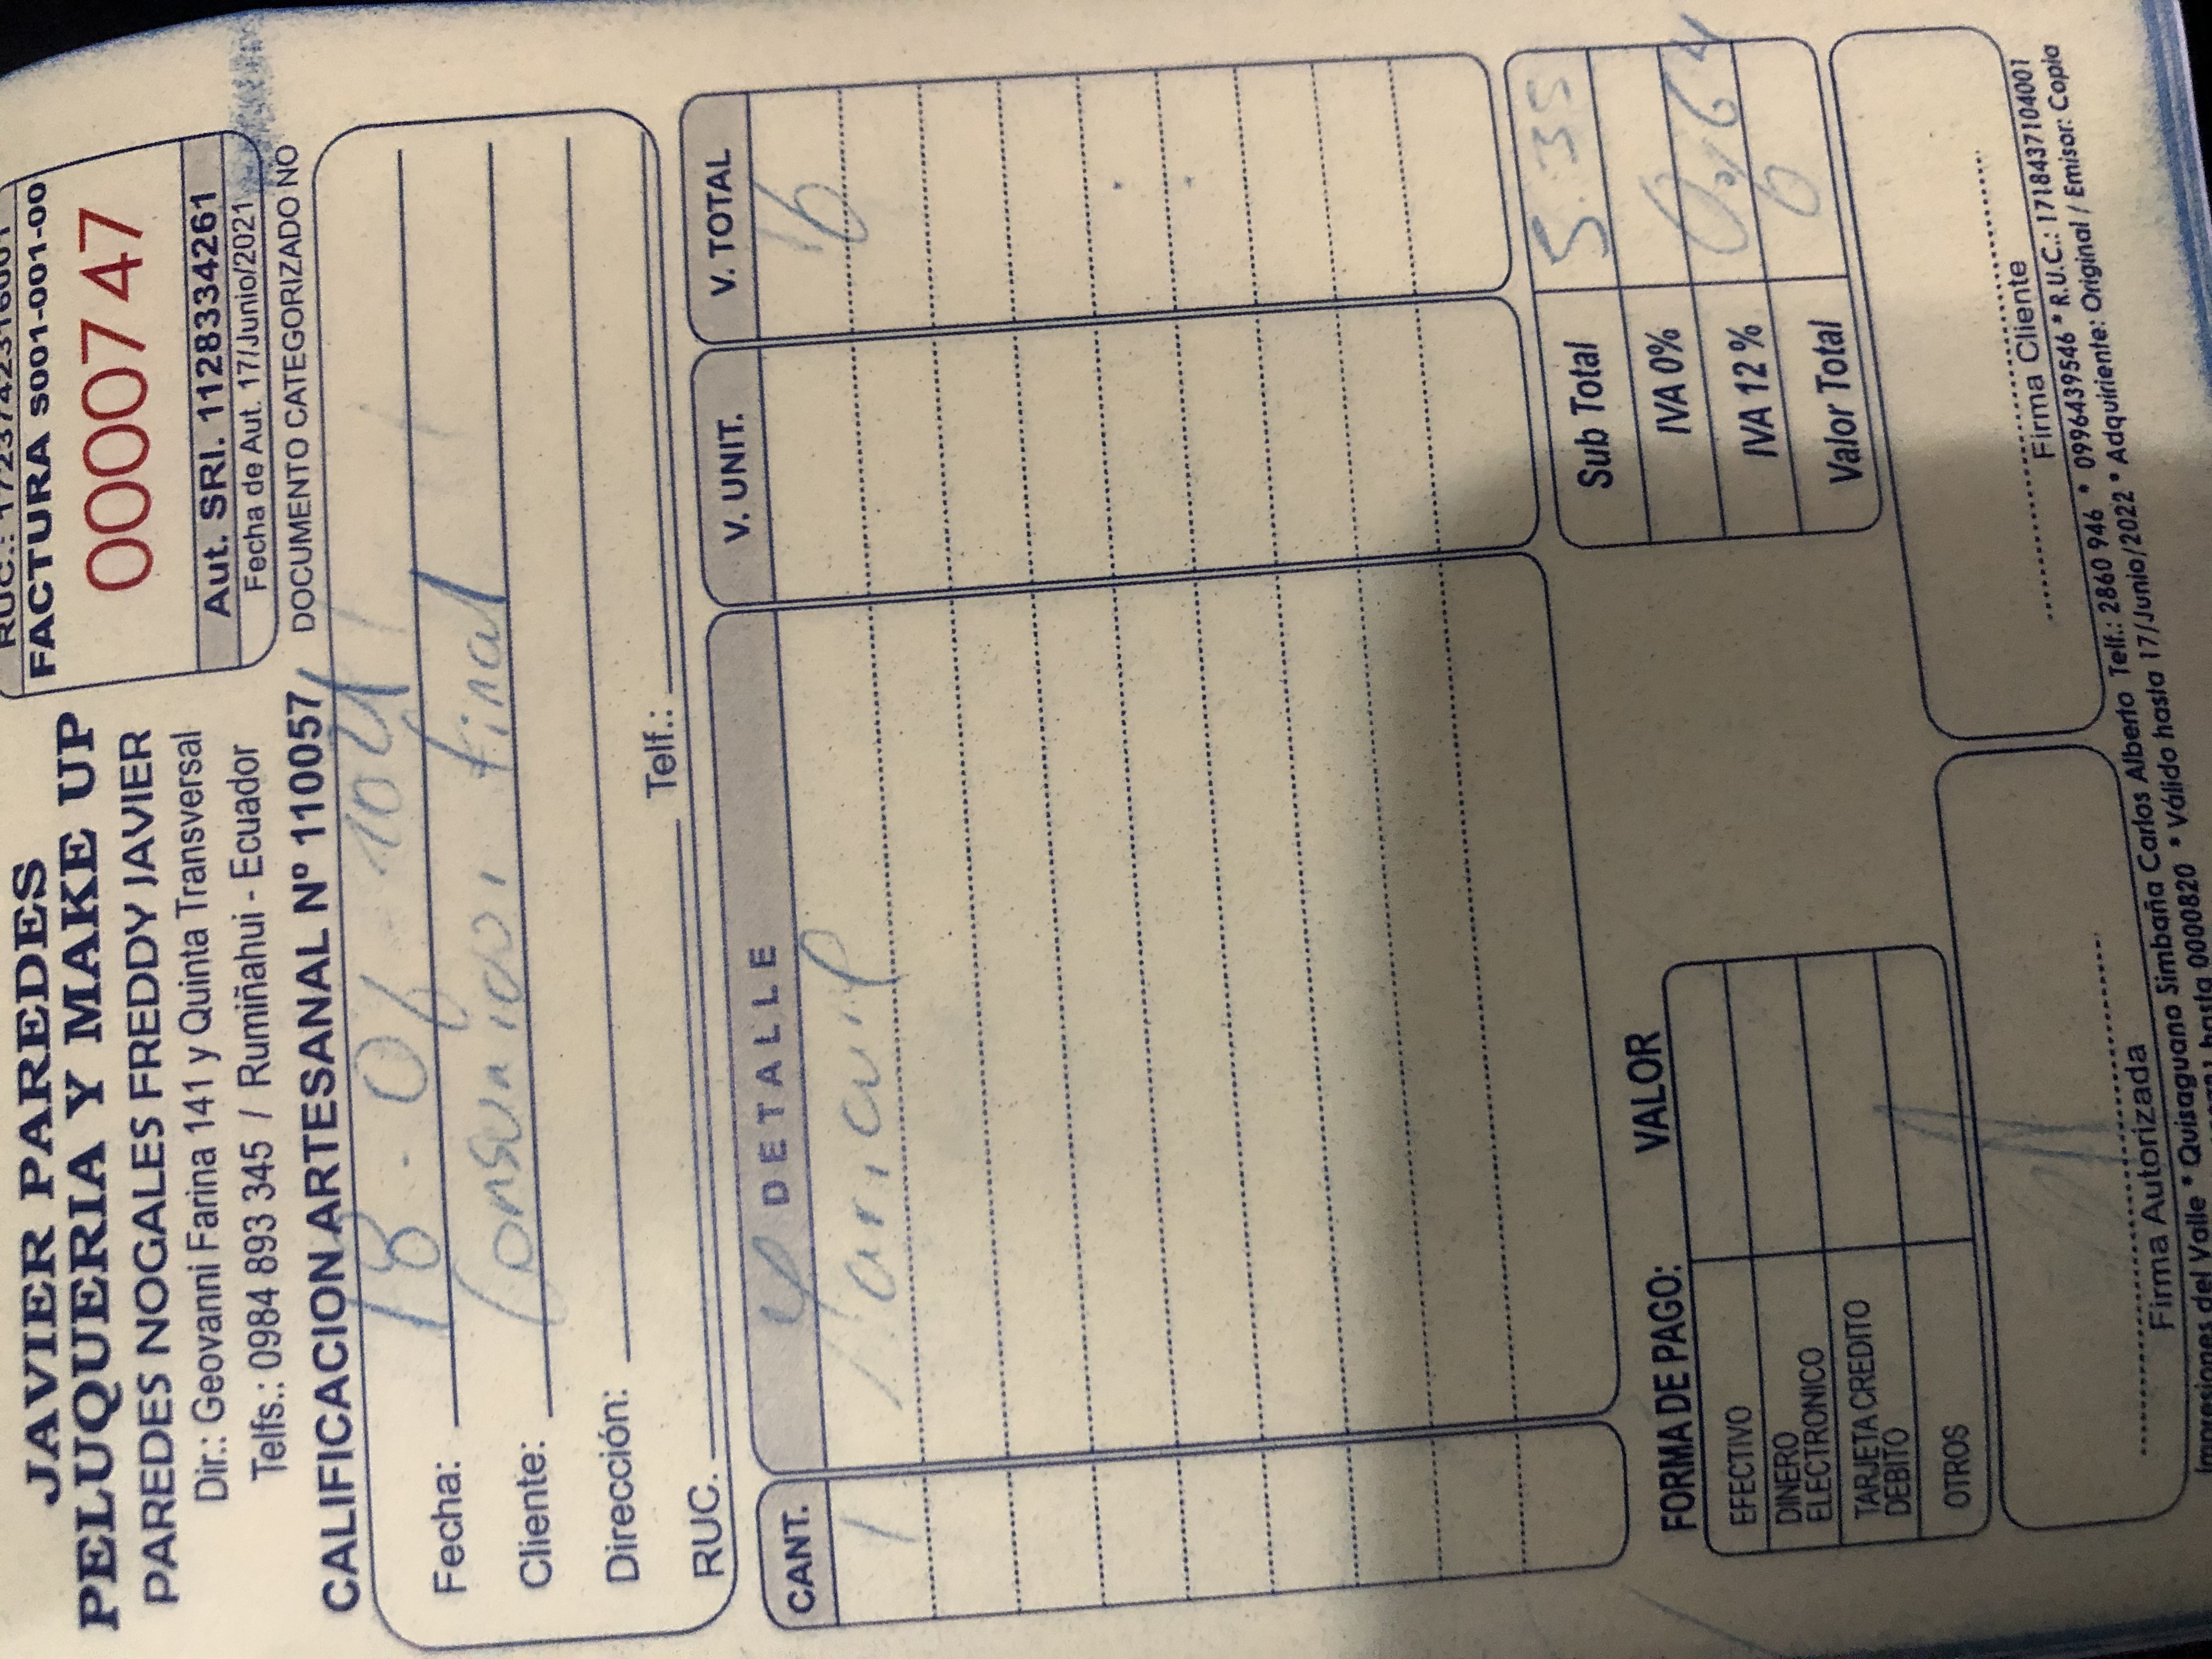 JAVIER PAREDES
PELUQUERIA Y MAKE UP
PAREDES NOGALES FREDDY JAVIER
Dir.: Geovanni Farina 141 y Quinta Transversal
Telfs.: 0984 893 345 / Rumiñahui - Ecuador
CALIFICACION ARTESANAL Nº 110057
RUC.: 1723742316001
FACTURA S001-001-00
0000747
Aut. SRI. 1128334261
Fecha de Aut. 17/Junio/2021
DOCUMENTO CATEGORIZADO NO
Fecha: 18 - 06
Cliente: Consumidor final
Dirección:
RUC. Telf.:
CANT. DETALLE V. UNIT. V. TOTAL
1
Sub Total 5.35
IVA 0%
IVA 12 % 0,64
Valor Total 6
FORMA DE PAGO: VALOR
EFECTIVO
DINERO
ELECTRONICO
TARJETA CREDITO
DEBITO
OTROS
Firma Autorizada
Firma Cliente
Impresiones del Valle * Quisaguano Simbaña Carlos Alberto Telf.: 2860 946 * 0996439546 * R.U.C.: 1718437104001
hasta 0000820 * Válido hasta 17/Junio/2022 * Adquiriente: Original / Emisor: Copia